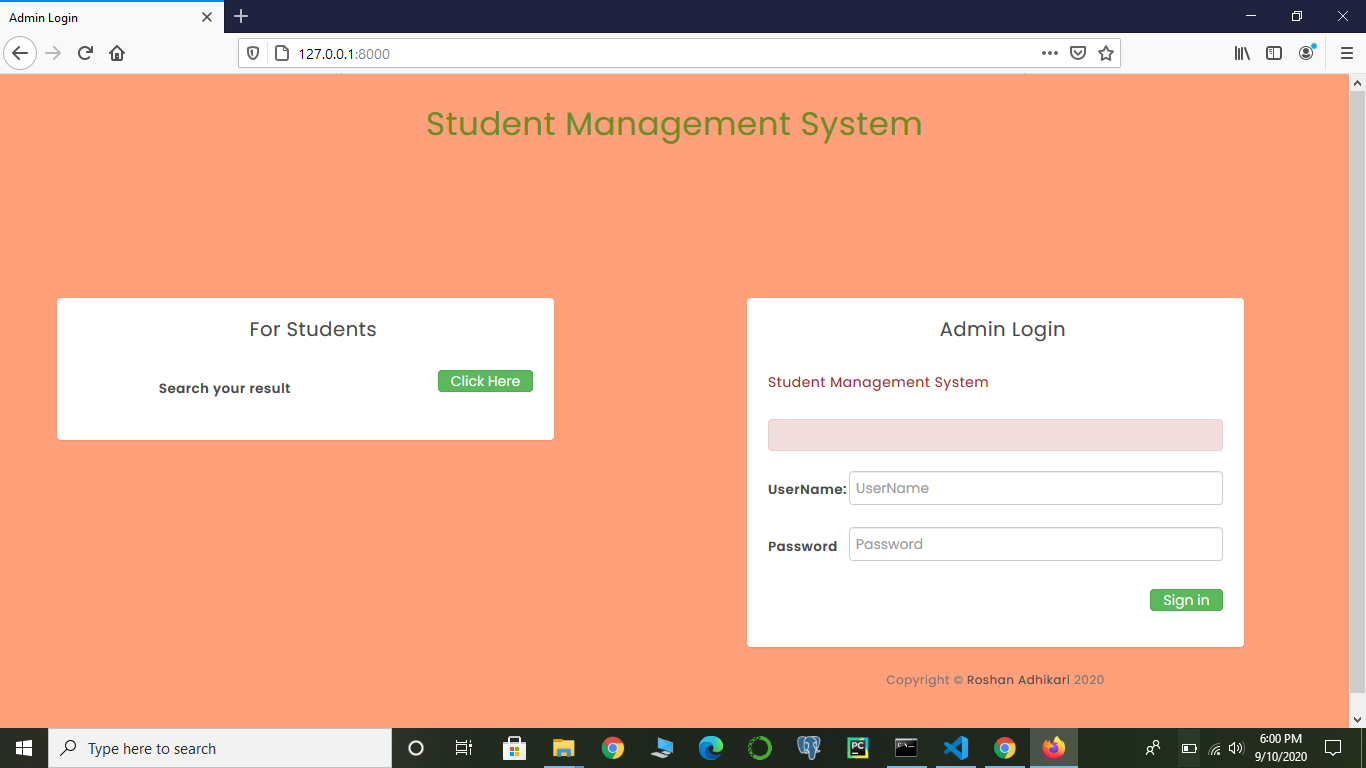 Admin Login
127.0.0.1:8000
Student Management System
For Students
Search your result
Click Here
Admin Login
Student Management System
UserName:
UserName
Password
Password
Sign in
Copyright © Roshan Adhikari 2020
Type here to search
PC
6:00 PM
9/10/2020